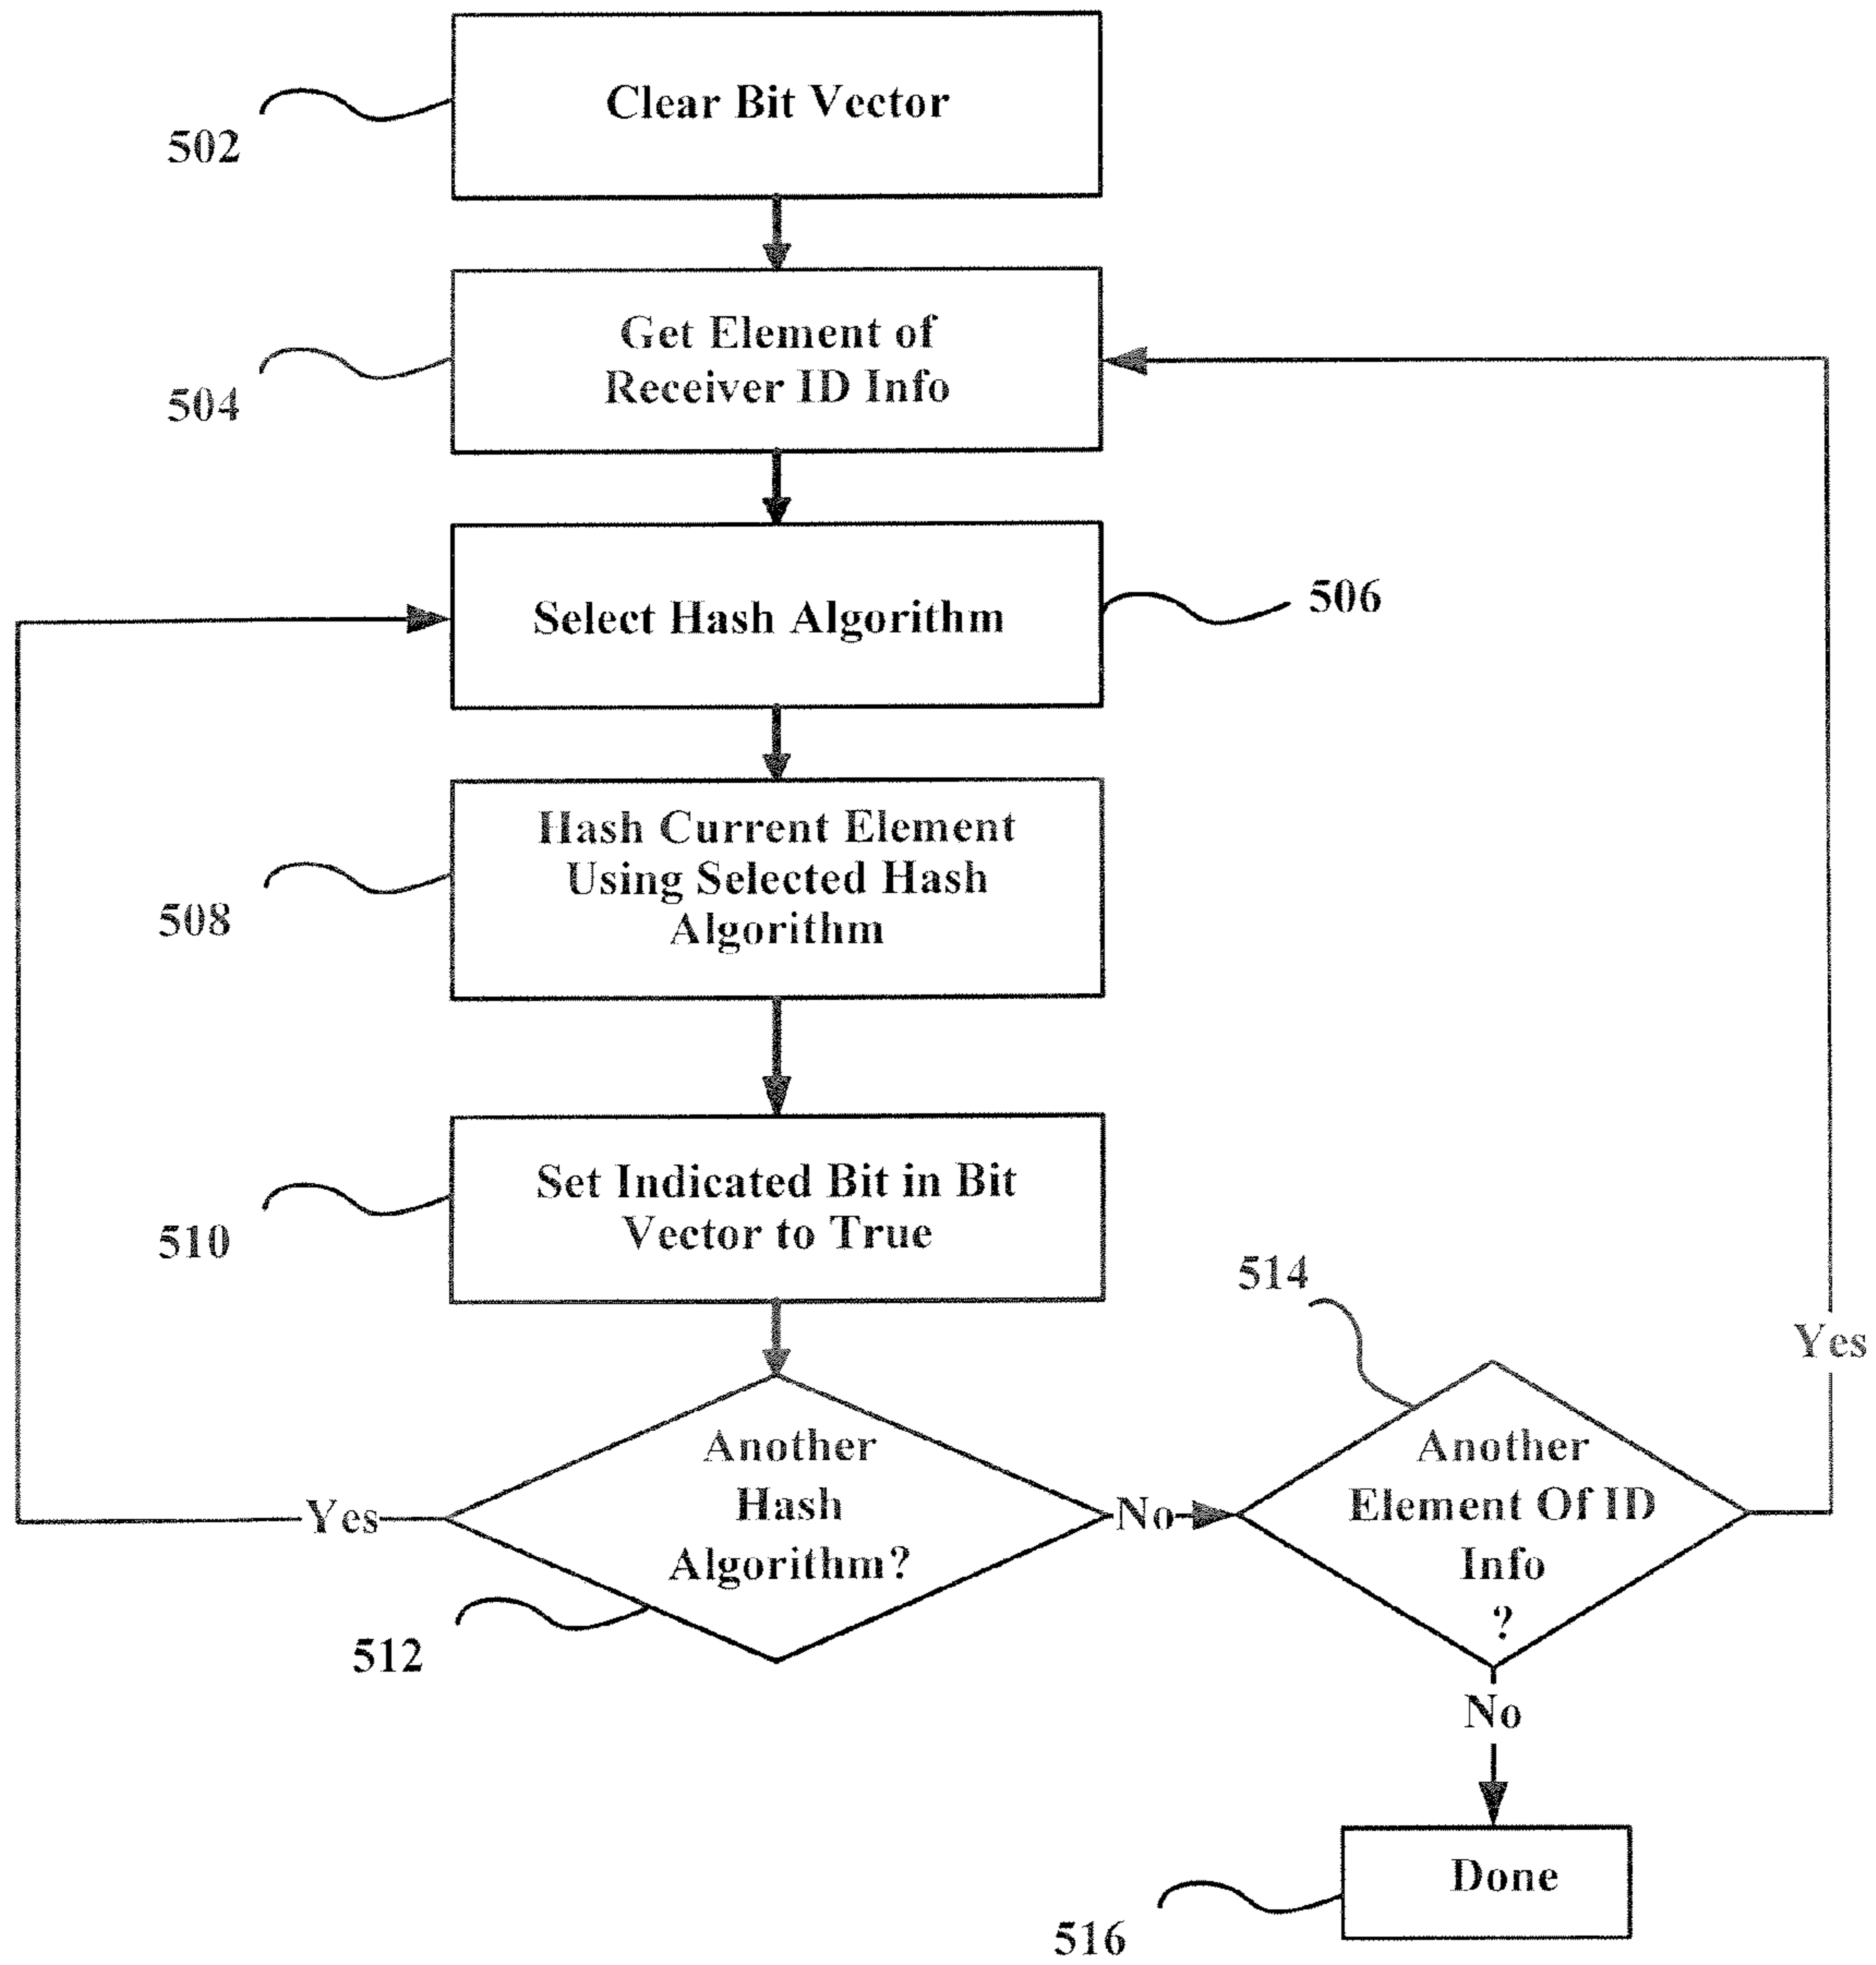 Clear Bit Vector
502
Get Element of
Receiver ID Info
504
Select Hash Algorithm
506
Hash Current Element
Using Selected Hash
Algorithm
508
Set Indicated Bit in Bit
Vector to True
510
514
Yes
Another
Hash
Algorithm?
Yes
No
512
Another
Element Of ID
Info
?
No
Done
516